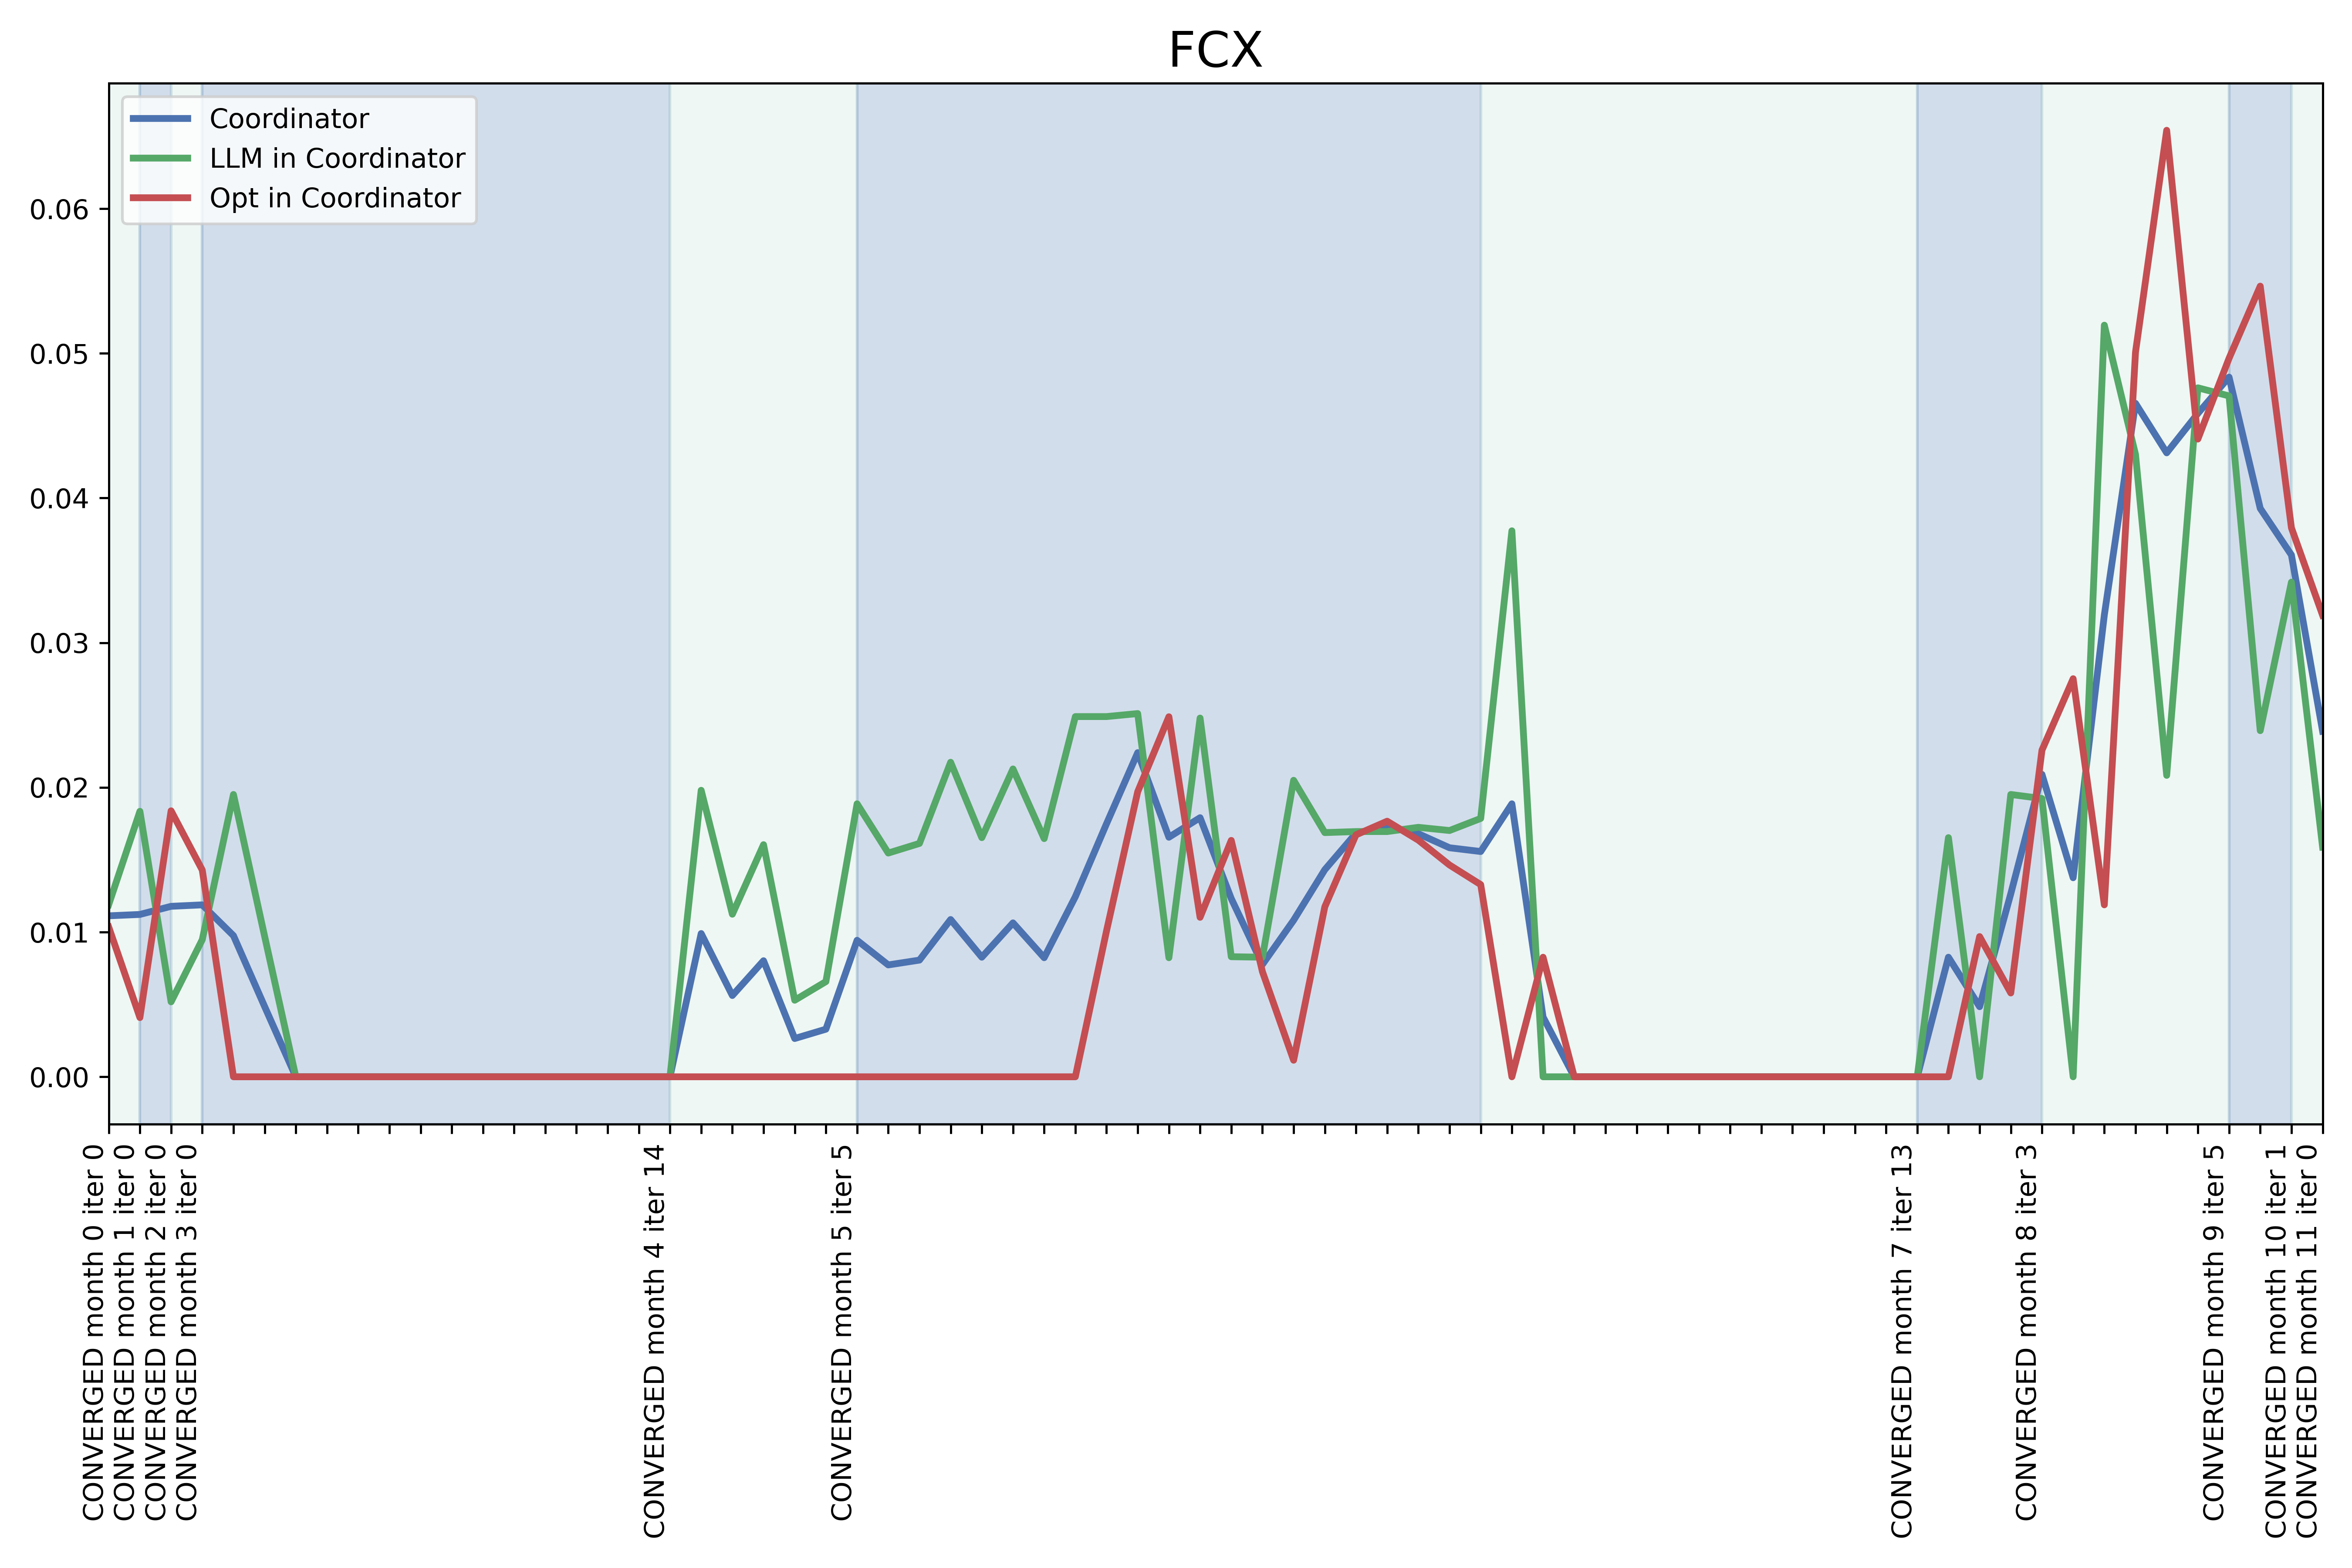 FCX
Coordinator
LLM in Coordinator
Opt in Coordinator
0.06
0.05
0.04
0.03
0.02
0.01
0.00
CONVERGED month 0 iter 0
CONVERGED month 1 iter 0
CONVERGED month 2 iter 0
CONVERGED month 3 iter 0
CONVERGED month 4 iter 14
CONVERGED month 5 iter 5
CONVERGED month 7 iter 13
CONVERGED month 8 iter 3
CONVERGED month 9 iter 5
CONVERGED month 10 iter 1
CONVERGED month 11 iter 0